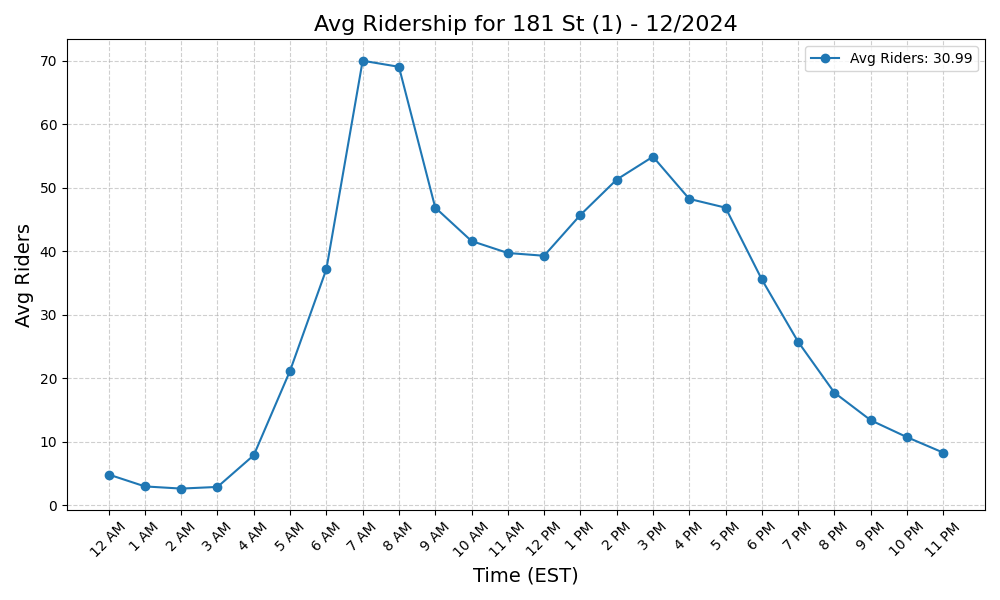 Avg Ridership for 181 St (1) - 12/2024
Avg Riders: 30.99
Avg Riders
70
60
50
40
30
20
10
0
12 AM
1 AM
2 AM
3 AM
4 AM
5 AM
6 AM
7 AM
8 AM
9 AM
10 AM
11 AM
12 PM
1 PM
2 PM
3 PM
4 PM
5 PM
6 PM
7 PM
8 PM
9 PM
10 PM
11 PM
Time (EST)